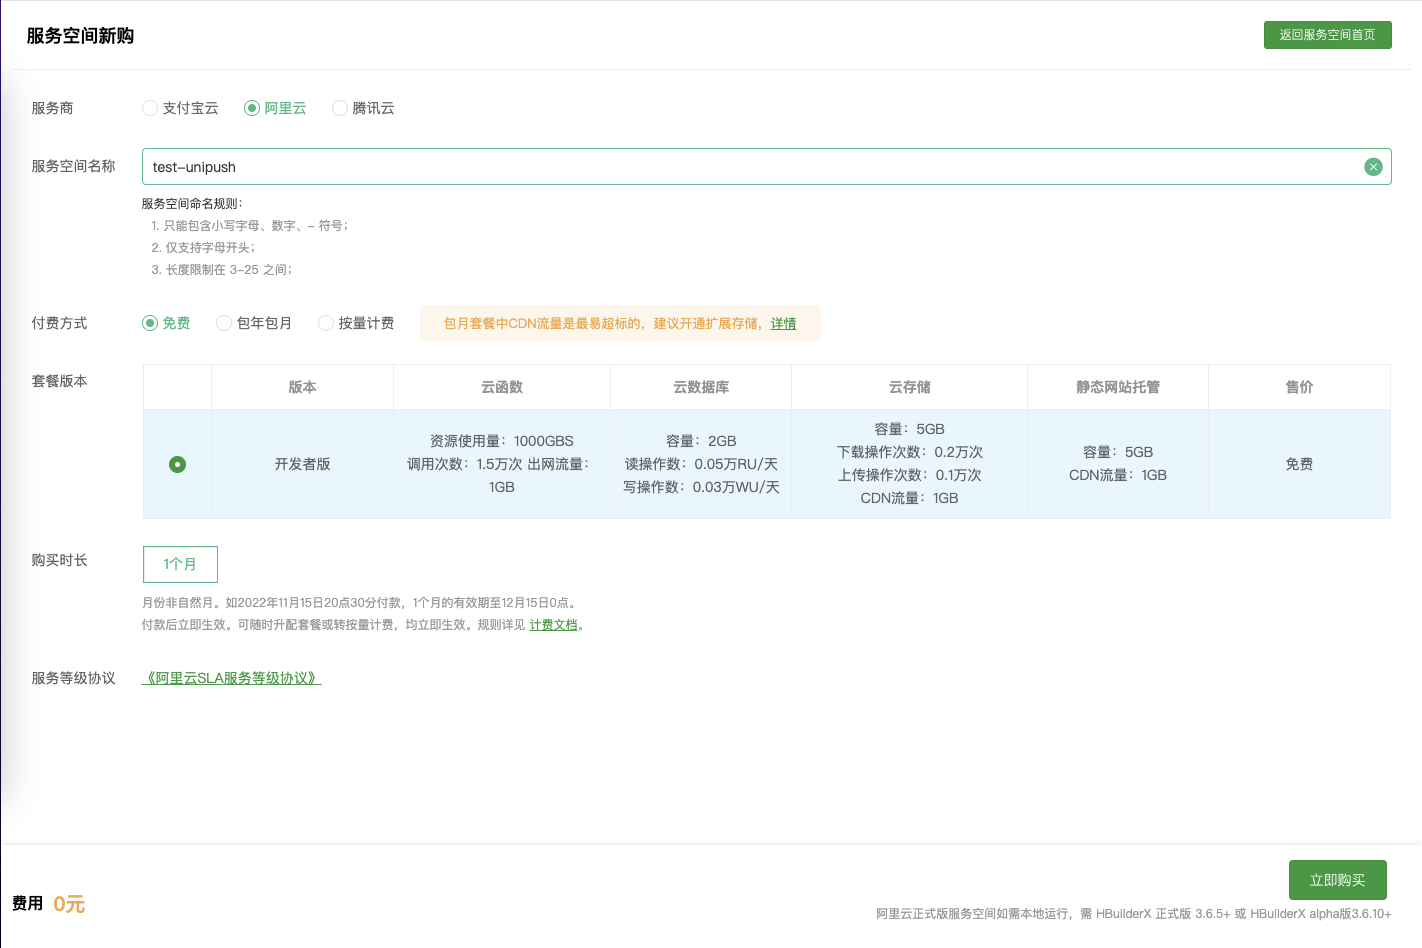 服务空间新购
返回服务空间首页
服务商
支付宝云
阿里云
腾讯云
服务空间名称
test-unipush
服务空间命名规则：
1. 只能包含小写字母、数字、- 符号；
2. 仅支持字母开头；
3. 长度限制在 3-25 之间；
付费方式
免费
包年包月
按量计费
包月套餐中CDN流量是最易超标的，建议开通扩展存储，详情
套餐版本
版本
云函数
云数据库
云存储
静态网站托管
售价
开发者版
资源使用量：1000GBS
调用次数：1.5万次 出网流量：
1GB
容量：2GB
读操作数：0.05万RU/天
写操作数：0.03万WU/天
容量：5GB
下载操作次数：0.2万次
上传操作次数：0.1万次
CDN流量：1GB
容量：5GB
CDN流量：1GB
免费
购买时长
1个月
月份非自然月。如2022年11月15日20点30分付款，1个月的有效期至12月15日0点。
付款后立即生效。可随时升配套餐或转按量计费，均立即生效。规则详见 计费文档。
服务等级协议
《阿里云SLA服务等级协议》
费用 0元
立即购买
阿里云正式版服务空间如需本地运行，需 HBuilderX 正式版 3.6.5+ 或 HBuilderX alpha版3.6.10+